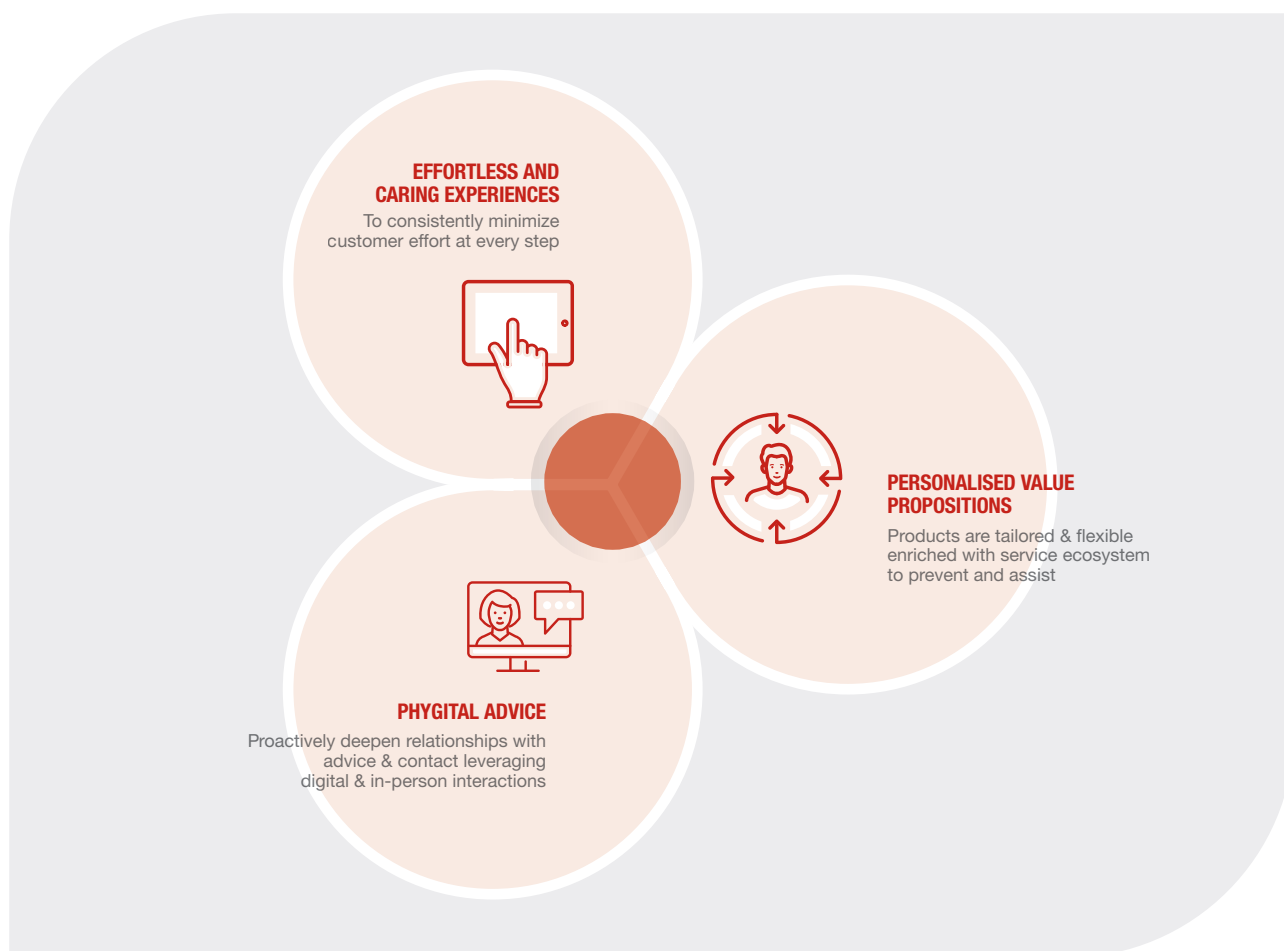 EFFORTLESS AND
CARING EXPERIENCES
To consistently minimize
customer effort at every step
PERSONALISED VALUE
PROPOSITIONS
Products are tailored & flexible
enriched with service ecosystem
to prevent and assist
PHYGITAL ADVICE
Proactively deepen relationships with
advice & contact leveraging
digital & in-person interactions